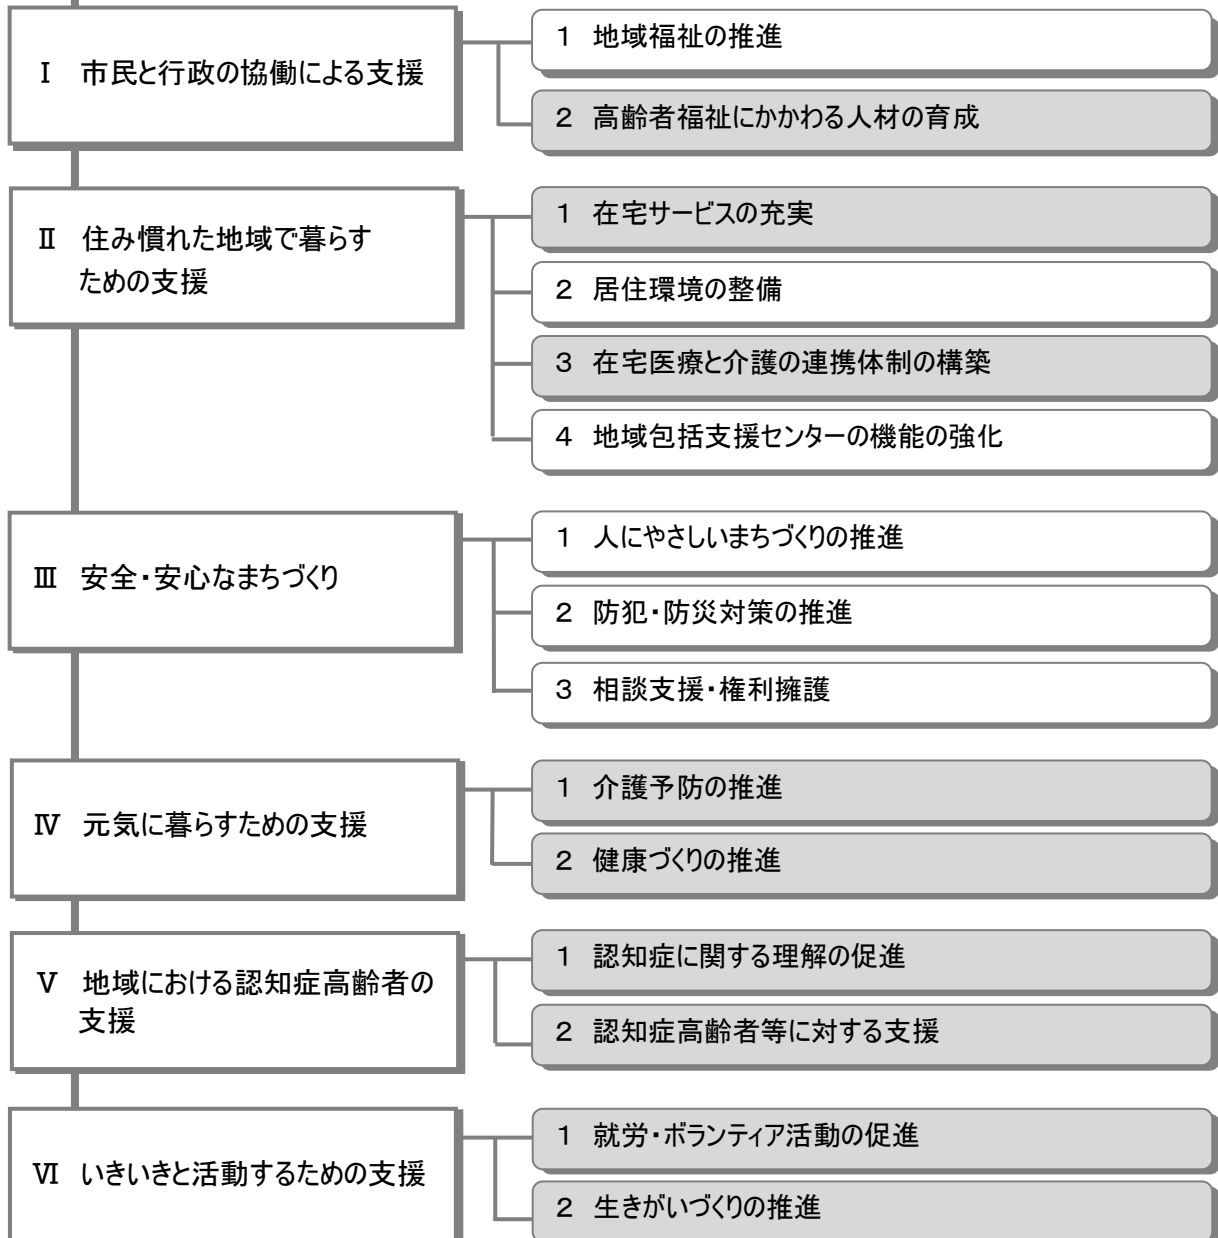 Ⅰ 市民と行政の協働による支援
1 地域福祉の推進
2 高齢者福祉にかかわる人材の育成
Ⅱ 住み慣れた地域で暮らす
ための支援
1 在宅サービスの充実
2 居住環境の整備
3 在宅医療と介護の連携体制の構築
4 地域包括支援センターの機能の強化
Ⅲ 安全・安心なまちづくり
1 人にやさしいまちづくりの推進
2 防犯・防災対策の推進
3 相談支援・権利擁護
Ⅳ 元気に暮らすための支援
1 介護予防の推進
2 健康づくりの推進
Ⅴ 地域における認知症高齢者の
支援
1 認知症に関する理解の促進
2 認知症高齢者等に対する支援
Ⅵ いきいきと活動するための支援
1 就労・ボランティア活動の促進
2 生きがいづくりの推進